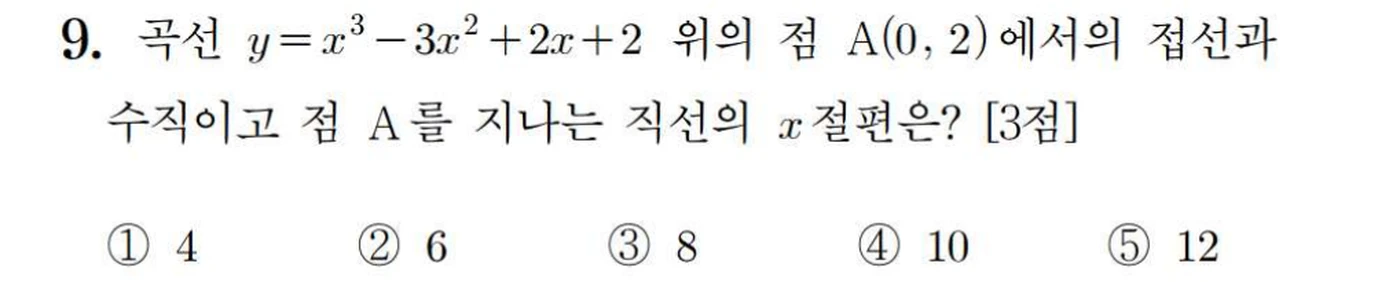 9. 곡선 y=x³-3x²+2x+2 위의 점 A(0, 2)에서의 접선과
수직이고 점 A를 지나는 직선의 x절편은? [3점]
① 4 ② 6 ③ 8 ④ 10 ⑤ 12